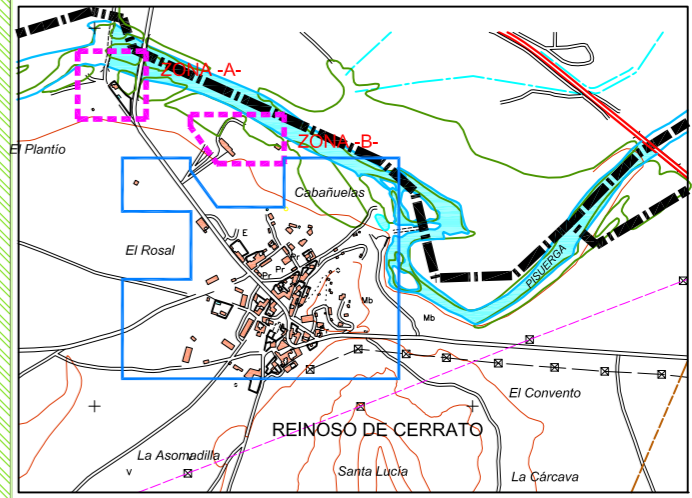 ZONA -A-
ZONA -B-
El Plantío
Cabañuelas
El Rosal
E
Pr
Pr
Pr
Mb
Mb
PISUERGA
El Convento
REINOSO DE CERRATO
La Asomadilla
v
v
Santa Lucía
La Cárcava